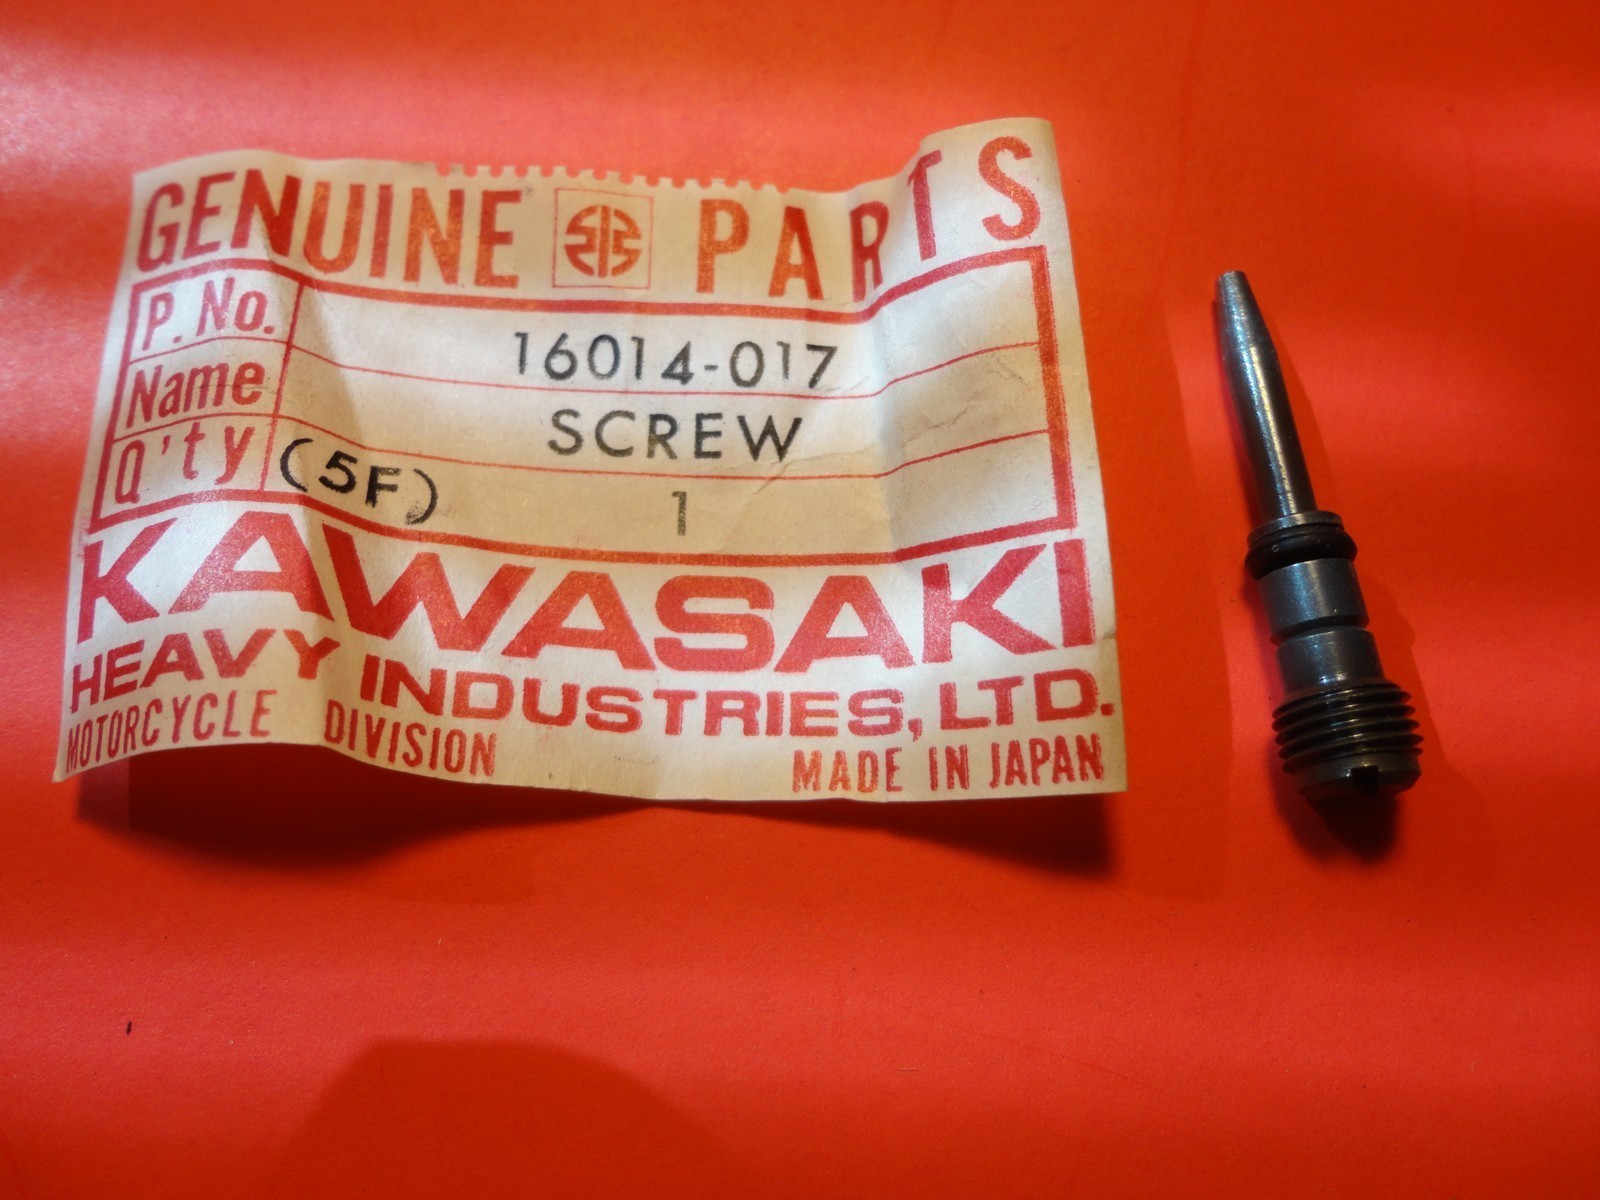 GENUINE PARTS
P. No. 16014-017
Name SCREW
Q'ty (5F) 1
KAWASAKI
HEAVY INDUSTRIES, LTD.
MOTORCYCLE DIVISION MADE IN JAPAN